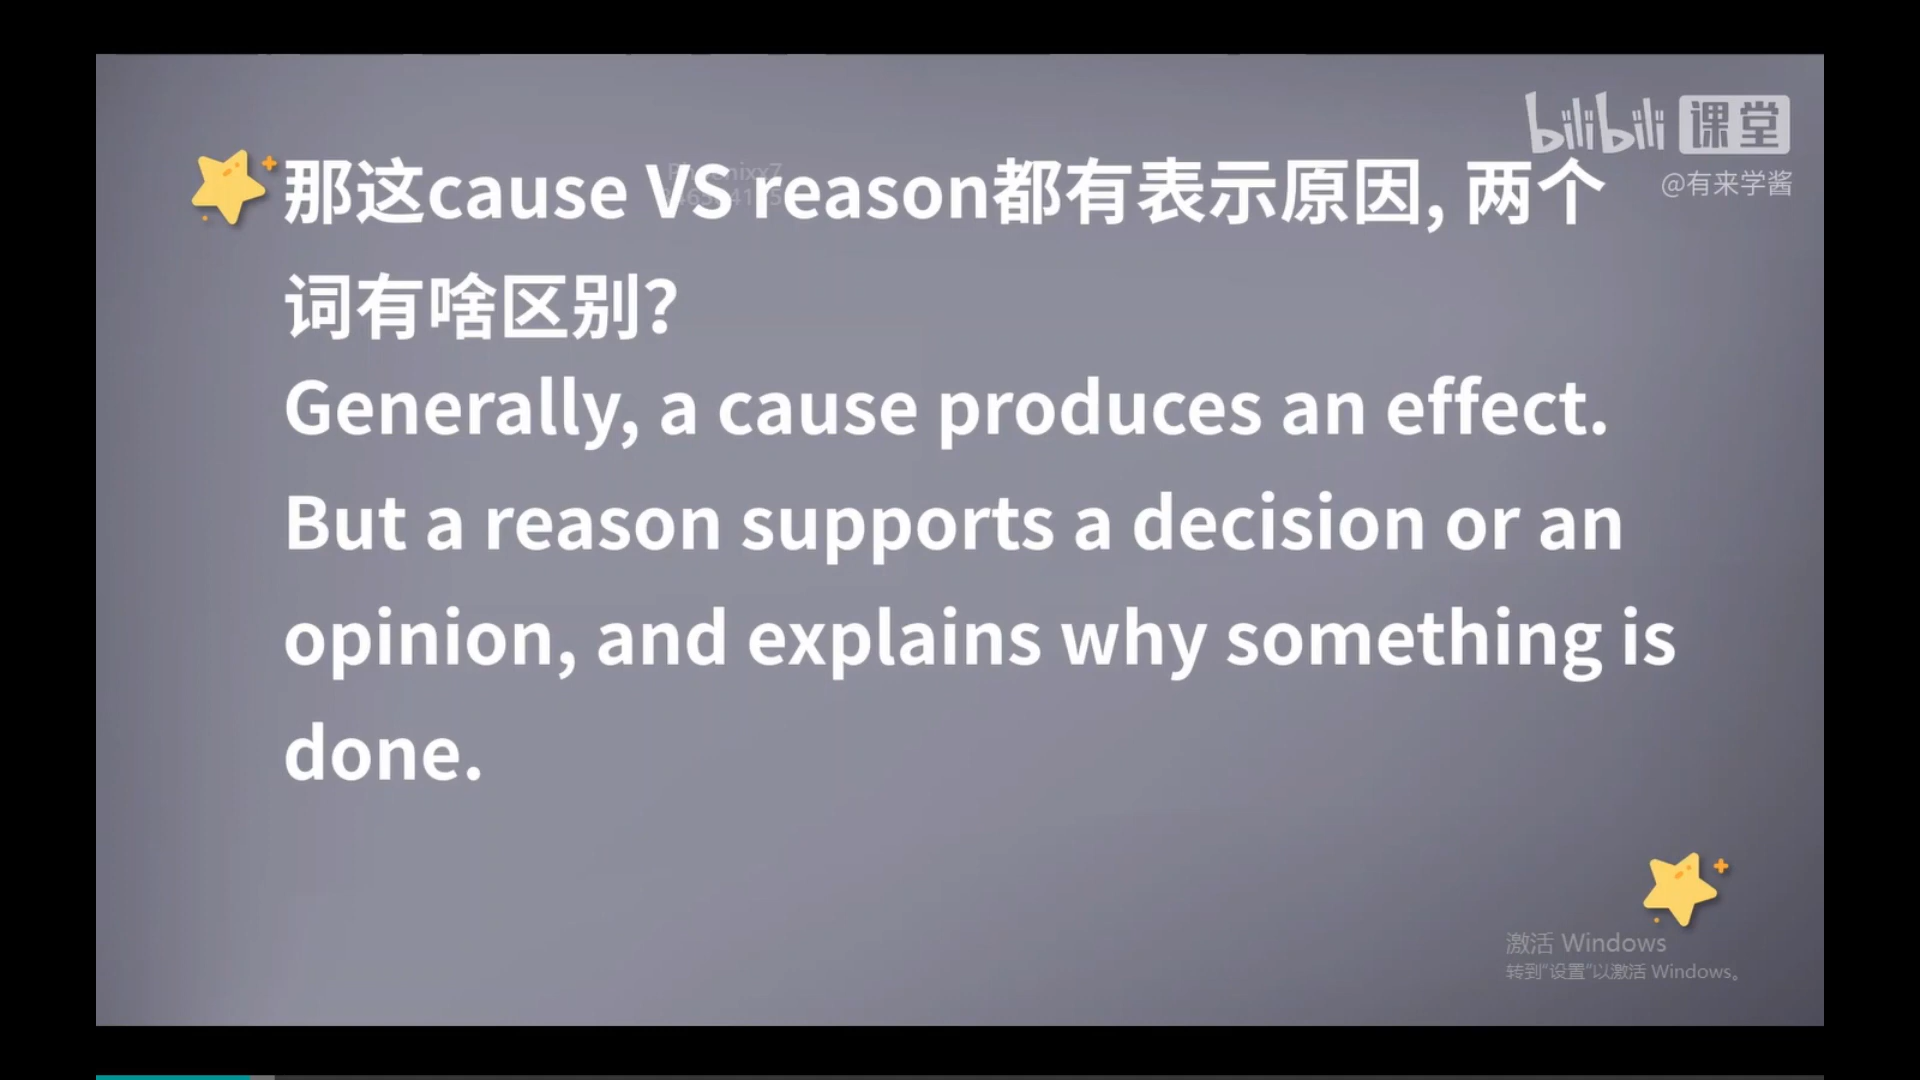 bilibili 课堂
@有来学酱
那这cause VS reason都有表示原因, 两个
词有啥区别?
Generally, a cause produces an effect.
But a reason supports a decision or an
opinion, and explains why something is
done.
激活 Windows
转到"设置"以激活 Windows。